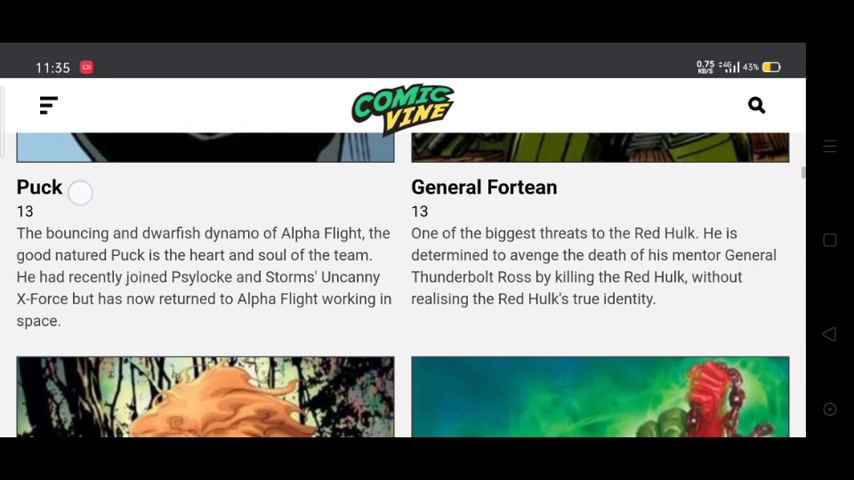 11:35
0.75 KB/S 4G 43%
COMIC VINE
Puck
13
The bouncing and dwarfish dynamo of Alpha Flight, the
good natured Puck is the heart and soul of the team.
He had recently joined Psylocke and Storms' Uncanny
X-Force but has now returned to Alpha Flight working in
space.
General Fortean
13
One of the biggest threats to the Red Hulk. He is
determined to avenge the death of his mentor General
Thunderbolt Ross by killing the Red Hulk, without
realising the Red Hulk's true identity.